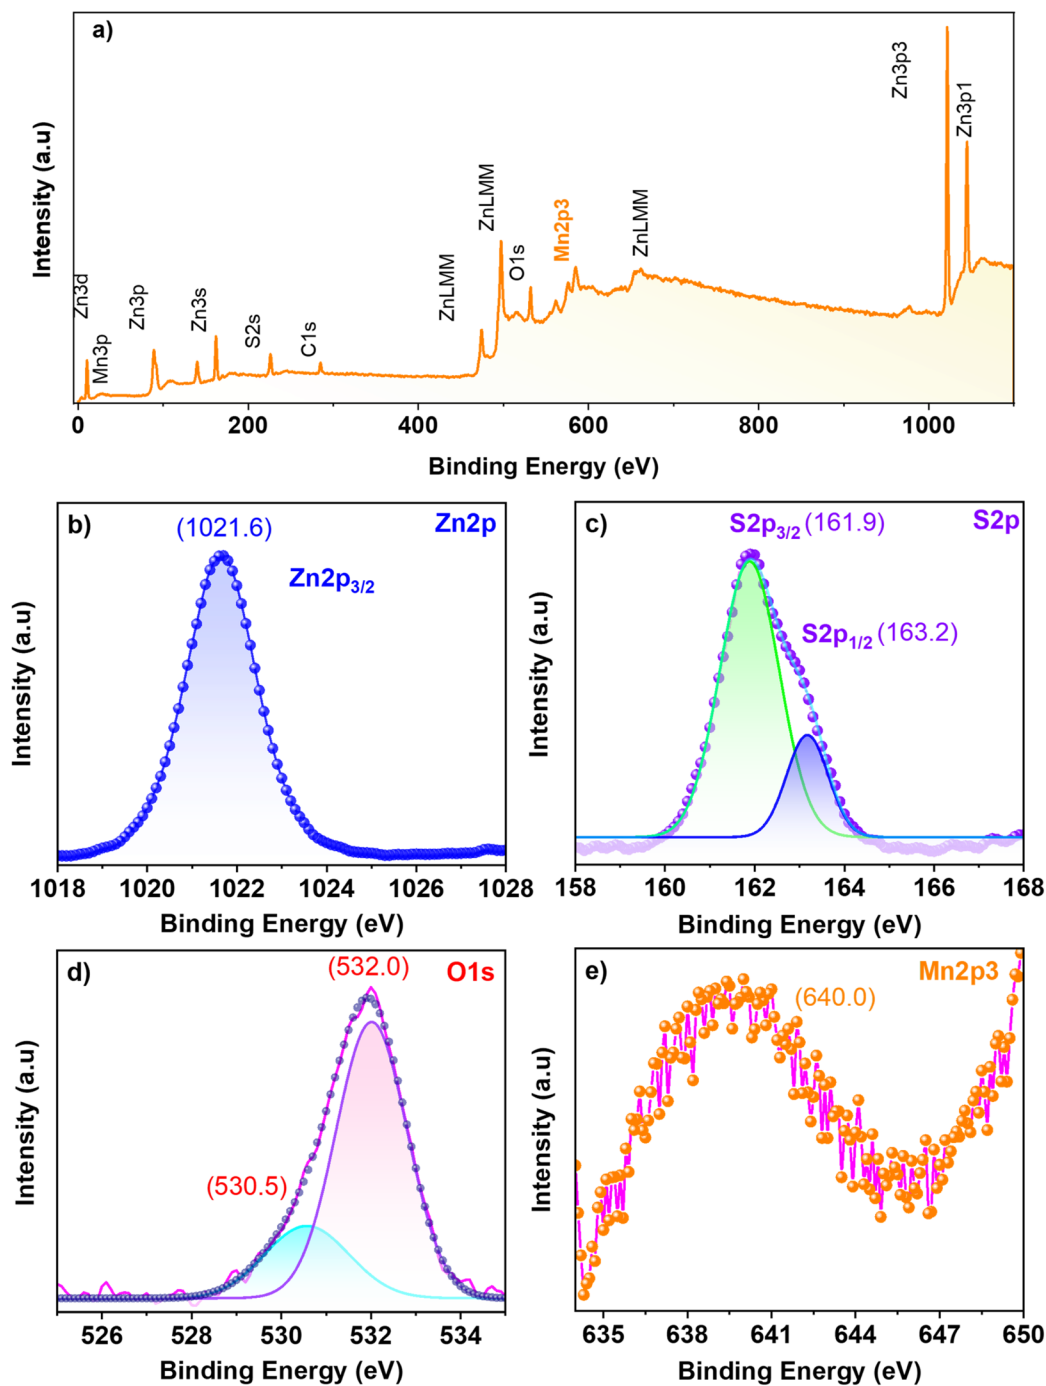 a)
Intensity (a.u)
Zn3d
Mn3p
Zn3p
Zn3s
S2s
C1s
ZnLMM
ZnLMM
O1s
Mn2p3
ZnLMM
Zn3p3
Zn3p1
0 200 400 600 800 1000
Binding Energy (eV)
b)
Zn2p
(1021.6)
Zn2p3/2
Intensity (a.u)
1018 1020 1022 1024 1026 1028
Binding Energy (eV)
c)
S2p3/2 (161.9)
S2p
S2p1/2 (163.2)
Intensity (a.u)
158 160 162 164 166 168
Binding Energy (eV)
d)
(532.0)
O1s
(530.5)
Intensity (a.u)
526 528 530 532 534
Binding Energy (eV)
e)
Mn2p3
(640.0)
Intensity (a.u)
635 638 641 644 647 650
Binding Energy (eV)